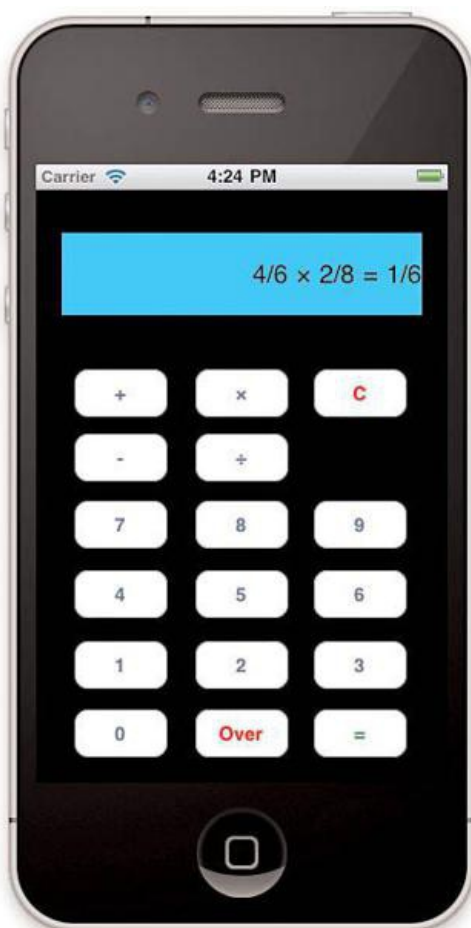 Carrier 4:24 PM
4/6 × 2/8 = 1/6
+ × C
- ÷
7 8 9
4 5 6
1 2 3
0 Over =